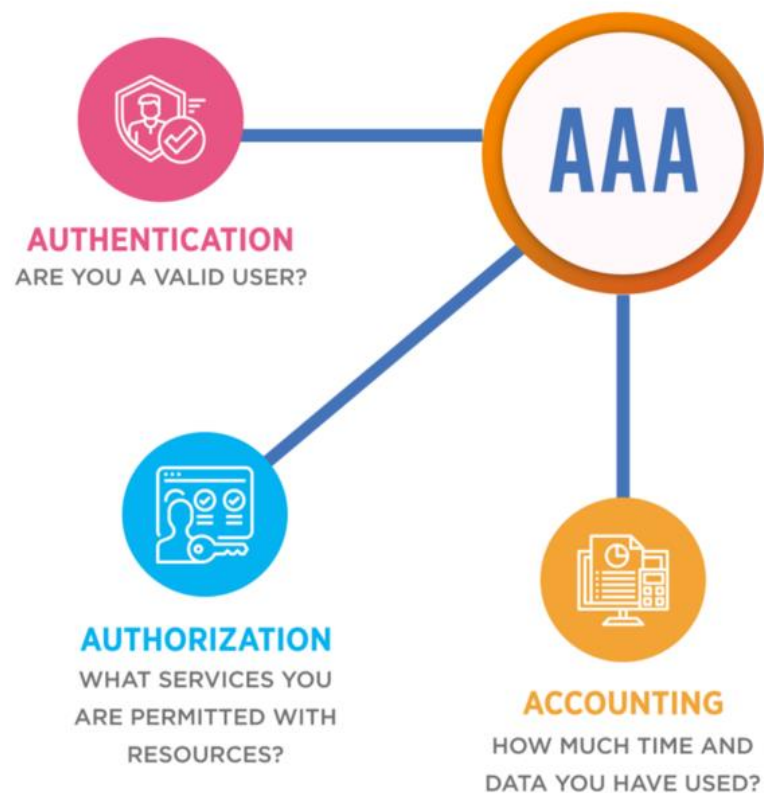 AAA
AUTHENTICATION
ARE YOU A VALID USER?
AUTHORIZATION
WHAT SERVICES YOU
ARE PERMITTED WITH
RESOURCES?
ACCOUNTING
HOW MUCH TIME AND
DATA YOU HAVE USED?